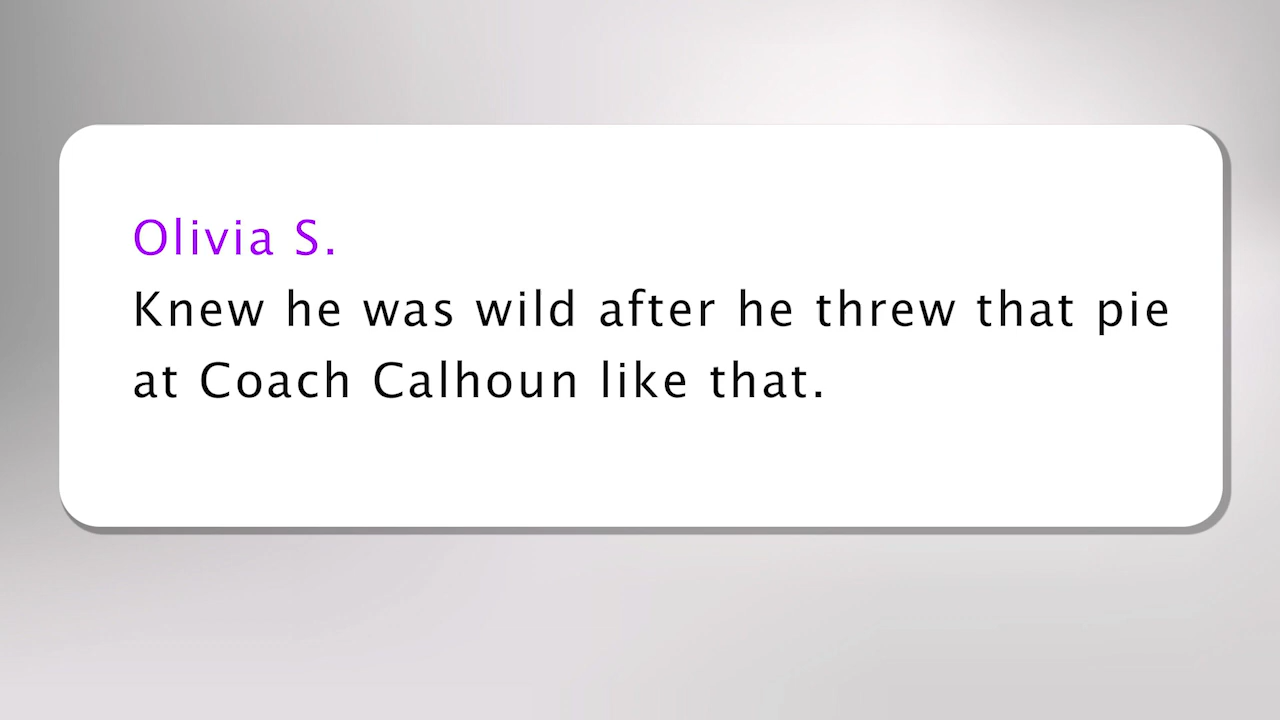 Olivia S.
Knew he was wild after he threw that pie
at Coach Calhoun like that.